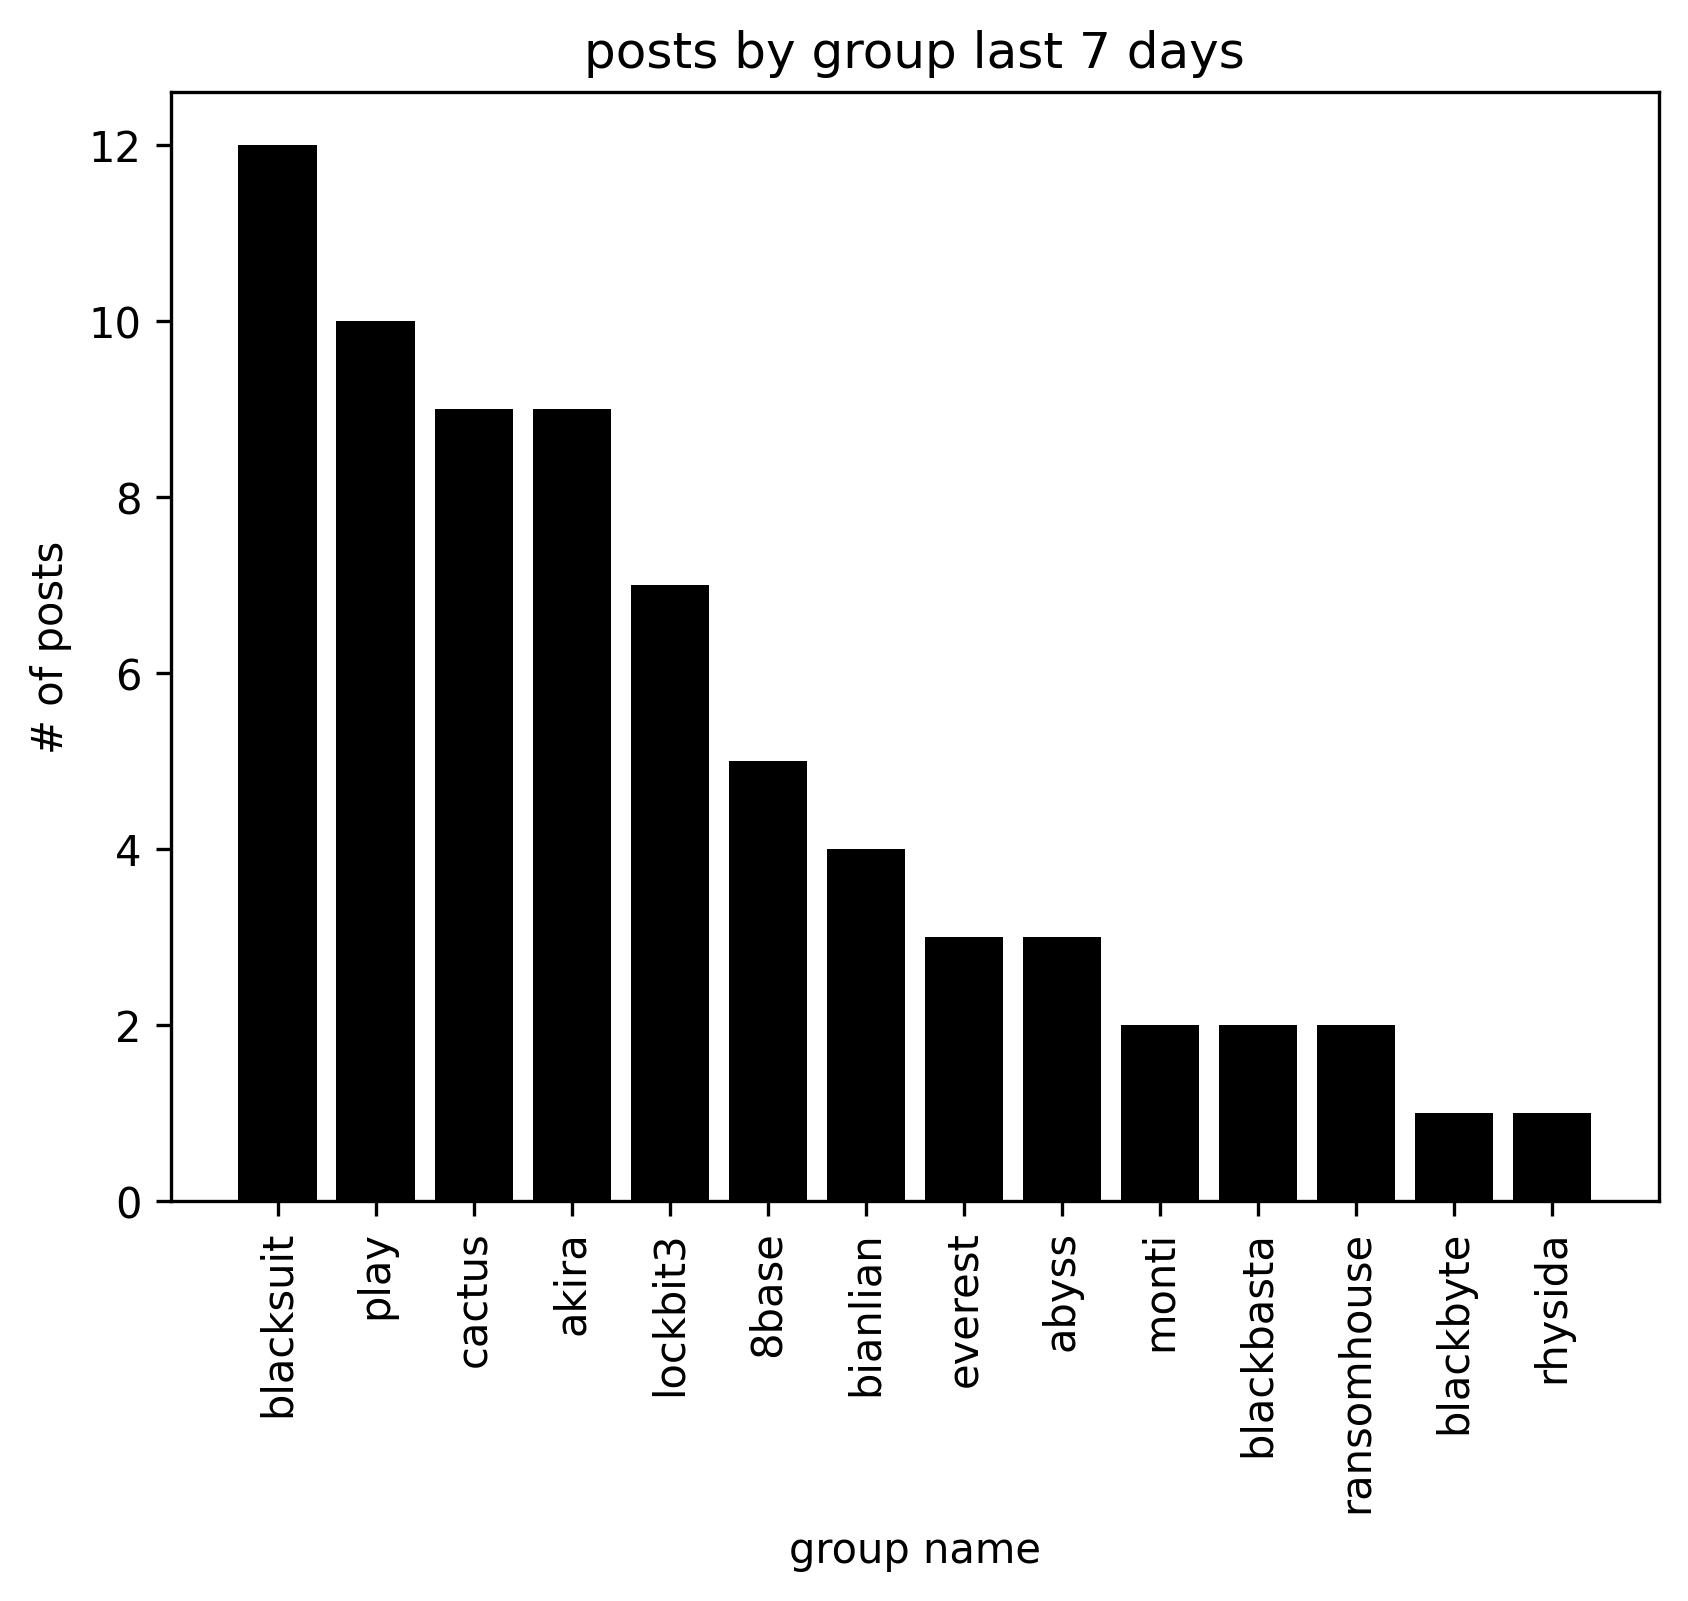 posts by group last 7 days
12
10
8
6
4
2
0
# of posts
blacksuit
play
cactus
akira
lockbit3
8base
bianlian
everest
abyss
monti
blackbasta
ransomhouse
blackbyte
rhysida
group name